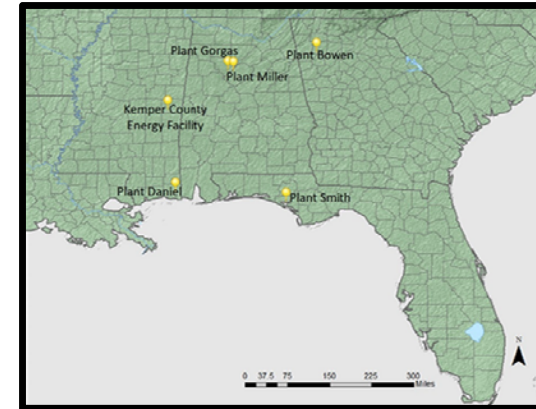 Plant Gorgas
Plant Bowen
Plant Miller
Kemper County
Energy Facility
Plant Daniel
Plant Smith
N
0 37.5 75 150 225 300
Miles